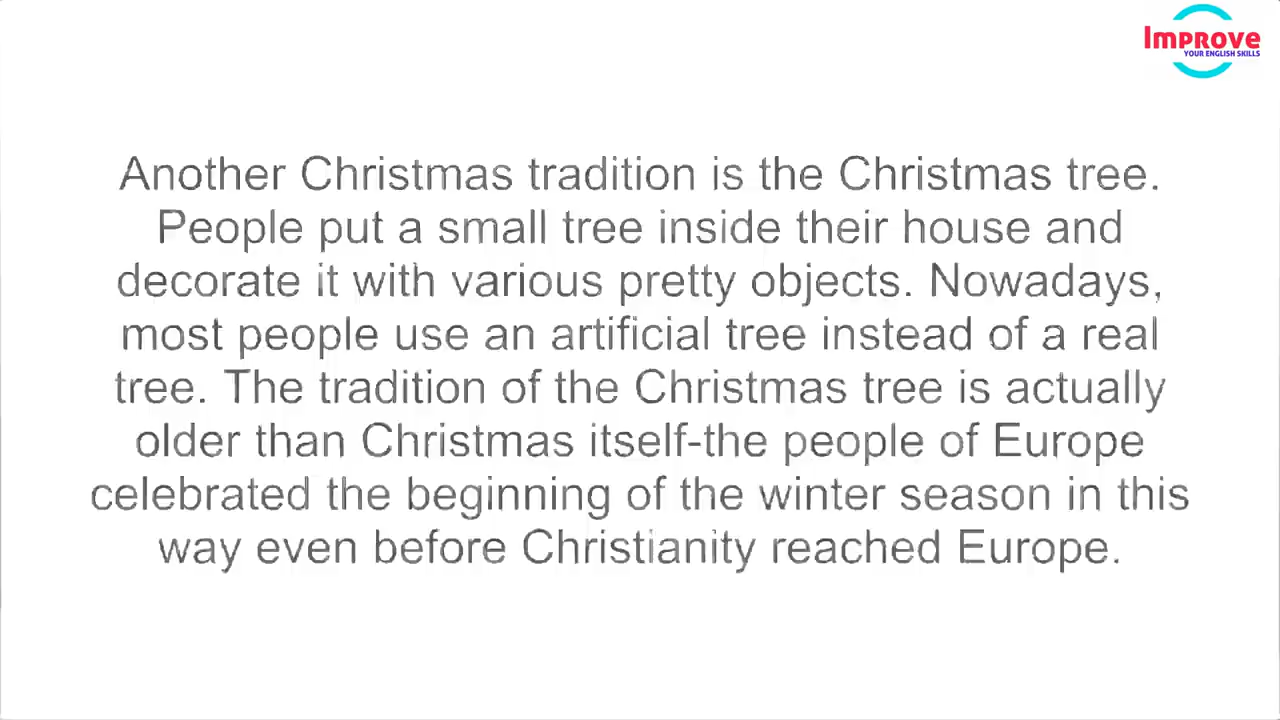 Improve
YOUR ENGLISH SKILLS
Another Christmas tradition is the Christmas tree.
People put a small tree inside their house and
decorate it with various pretty objects. Nowadays,
most people use an artificial tree instead of a real
tree. The tradition of the Christmas tree is actually
older than Christmas itself-the people of Europe
celebrated the beginning of the winter season in this
way even before Christianity reached Europe.